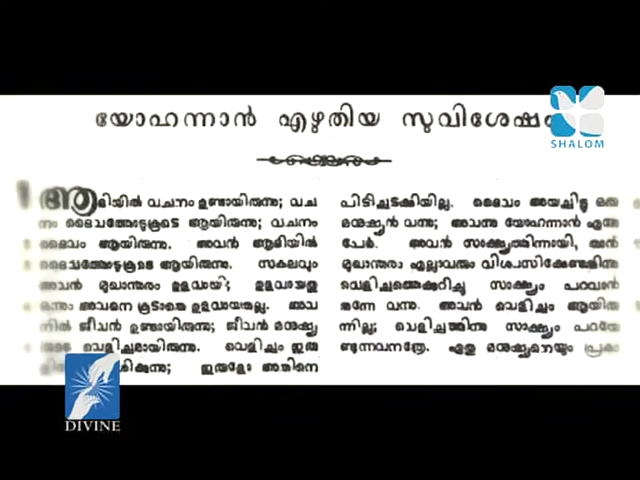 യോഹന്നാൻ എഴുതിയ സുവിശേഷം
SHALOM
ആദിയിൽ വചനം ഉണ്ടായിരുന്നു; വച
നം ദൈവത്തോടുകൂടെ ആയിരുന്നു; വചനം
ദൈവം ആയിരുന്നു. അവൻ ആദിയിൽ
ദൈവത്തോടുകൂടെ ആയിരുന്നു. സകലവും
അവൻ മുഖാന്തരം ഉളവായി; ഉളവായതു
ഒന്നും അവനെ കൂടാതെ ഉളവായതല്ല. അവ
നിൽ ജീവൻ ഉണ്ടായിരുന്നു; ജീവൻ മനുഷ്യ
വെളിച്ചമായിരുന്നു. വെളിച്ചം ഇരു
ഇരുളോ അതിനെ
പിടിച്ചടക്കിയില്ല. ദൈവം അയച്ചിട്ടു ഒരു
മനുഷ്യൻ വന്നു; അവന്നു യോഹന്നാൻ എന്നു
പേർ. അവൻ സാക്ഷ്യത്തിന്നായി, താൻ
മുഖാന്തരം എല്ലാവരും വിശ്വസിക്കേണ്ടതിന്നു
വെളിച്ചത്തെക്കുറിച്ചു സാക്ഷ്യം പറവാൻ
തന്നേ വന്നു. അവൻ വെളിച്ചം ആയിരു
ന്നില്ല; വെളിച്ചത്തിന്നു സാക്ഷ്യം പറയേ
ണ്ടുന്നവനത്രേ. ഏതു മനുഷ്യനെയും പ്രകാ
DIVINE